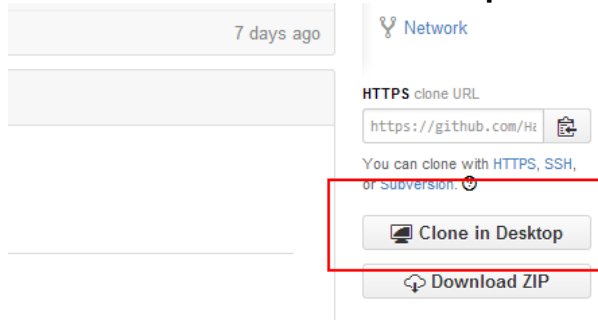 7 days ago
Network
HTTPS clone URL
https://github.com/Ha
You can clone with HTTPS, SSH,
or Subversion.
Clone in Desktop
Download ZIP